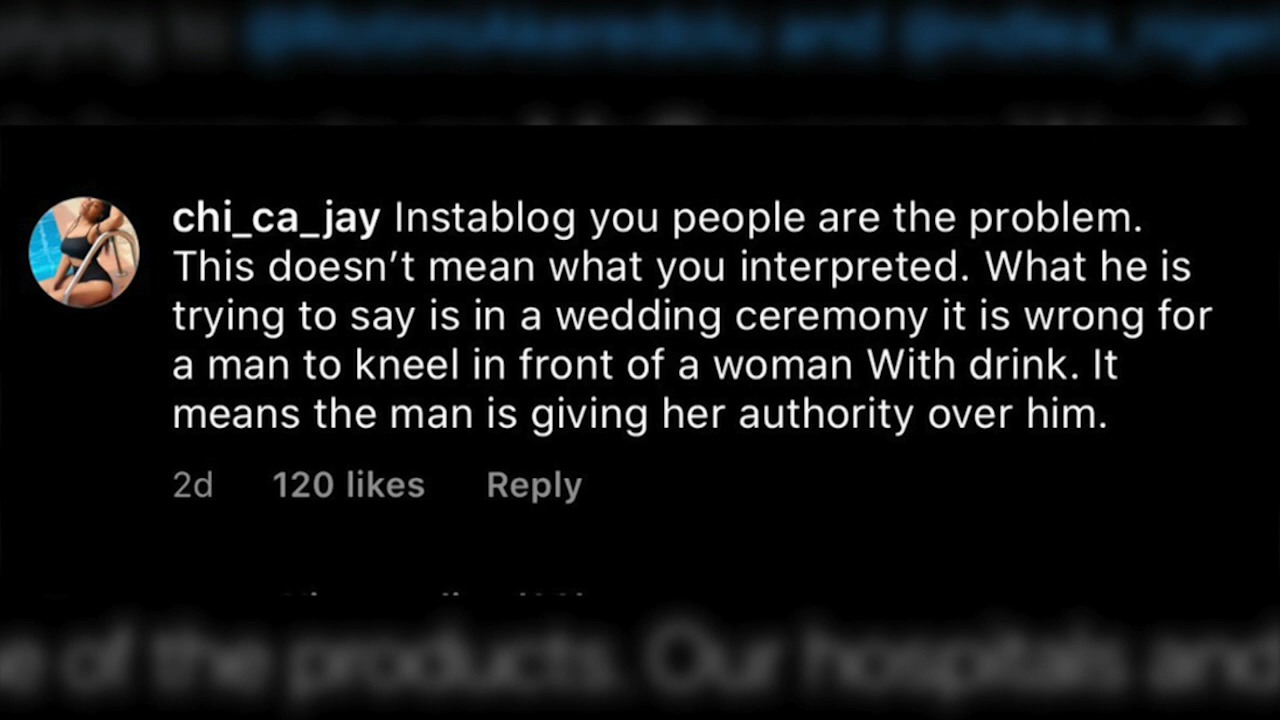 chi_ca_jay Instablog you people are the problem.
This doesn’t mean what you interpreted. What he is
trying to say is in a wedding ceremony it is wrong for
a man to kneel in front of a woman With drink. It
means the man is giving her authority over him.
2d 120 likes Reply
e of the products. Our hospitals and